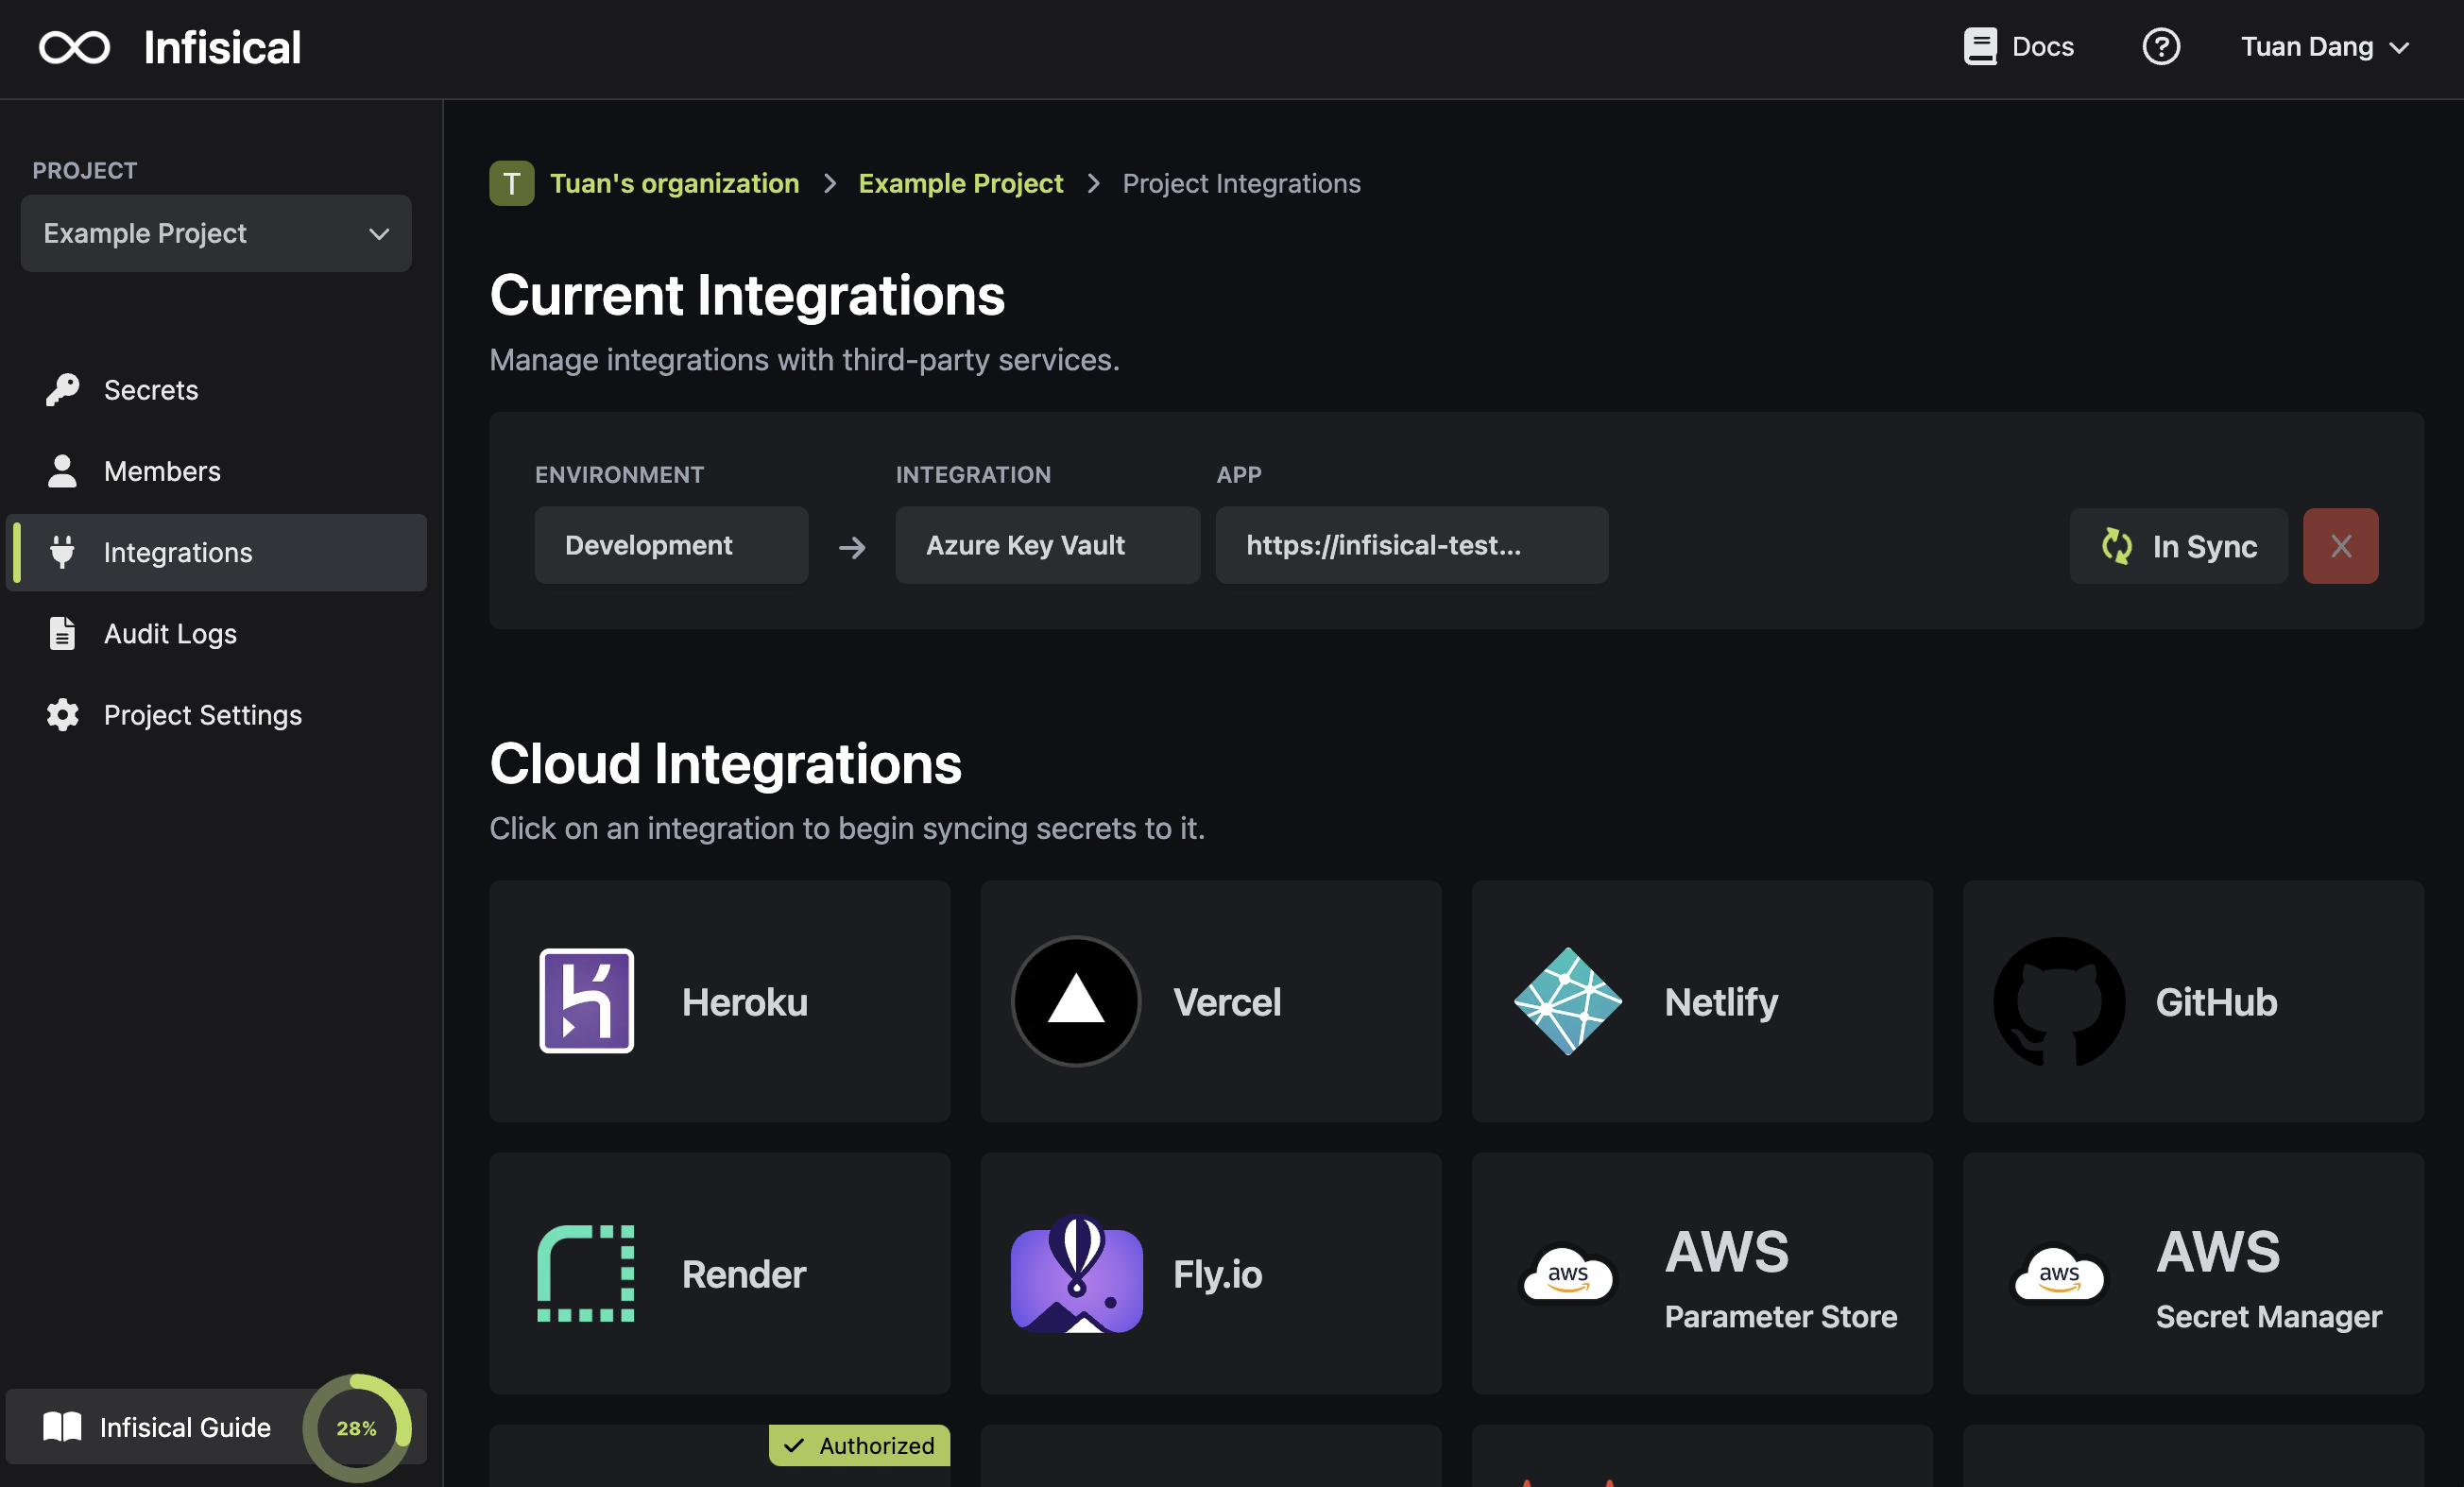 Infisical
Docs
Tuan Dang
PROJECT
Example Project
Secrets
Members
Integrations
Audit Logs
Project Settings
Infisical Guide
28%
T Tuan's organization > Example Project > Project Integrations
Current Integrations
Manage integrations with third-party services.
ENVIRONMENT INTEGRATION APP
Development → Azure Key Vault https://infisical-test... In Sync X
Cloud Integrations
Click on an integration to begin syncing secrets to it.
Heroku
Vercel
Netlify
GitHub
Render
Fly.io
aws
AWS
Parameter Store
aws
AWS
Secret Manager
Authorized